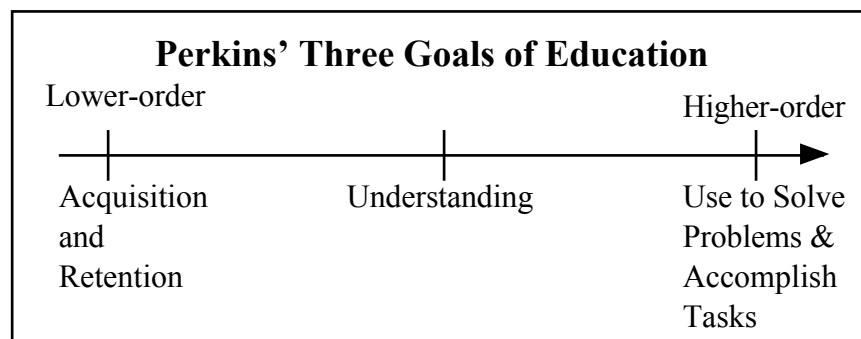 Perkins’ Three Goals of Education
Lower-order
Higher-order
Acquisition
and
Retention
Understanding
Use to Solve
Problems &
Accomplish
Tasks